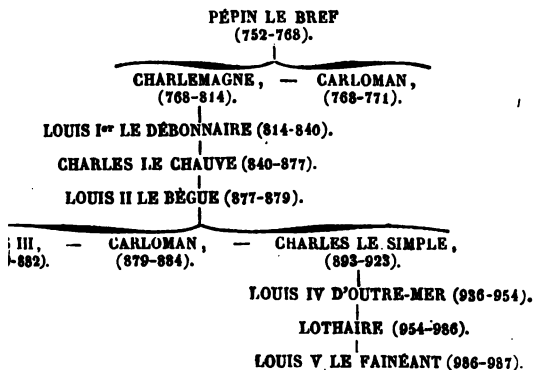 PÉPIN LE BREF
(752-768).
CHARLEMAGNE, — CARLOMAN,
(768-814). (768-771).
LOUIS Ier LE DÉBONNAIRE (814-840).
CHARLES LE CHAUVE (840-877).
LOUIS II LE BÈGUE (877-879).
III, — CARLOMAN, — CHARLES LE SIMPLE,
-882). (879-884). (893-923).
LOUIS IV D'OUTRE-MER (936-954).
LOTHAIRE (954-986).
LOUIS V LE FAINÉANT (986-987).